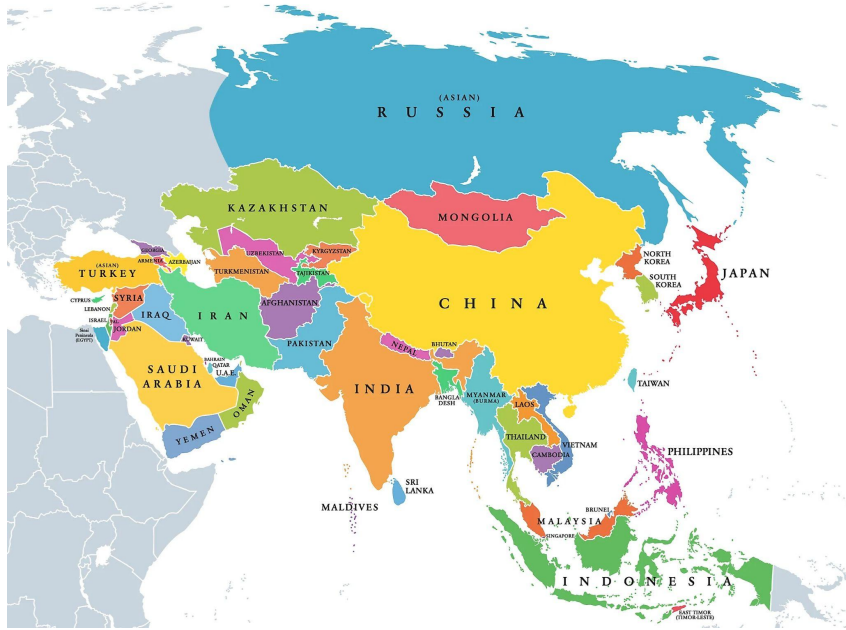 (ASIAN)
RUSSIA
KAZAKHSTAN
MONGOLIA
GEORGIA
ARMENIA
AZERBAIJAN
UZBEKISTAN
KYRGYZSTAN
(ASIAN)
TURKEY
TURKMENISTAN
TAJIKISTAN
NORTH
KOREA
SOUTH
KOREA
JAPAN
CYPRUS
SYRIA
LEBANON
IRAQ
IRAN
AFGHANISTAN
CHINA
ISRAEL
PAL.
JORDAN
Sinai
Peninsula
(EGYPT)
KUWAIT
PAKISTAN
NEPAL
BHUTAN
BAHRAIN
QATAR
U.A.E.
SAUDI
ARABIA
OMAN
INDIA
BANGLA
DESH
MYANMAR
(BURMA)
TAIWAN
LAOS
YEMEN
THAILAND
VIETNAM
CAMBODIA
PHILIPPINES
SRI
LANKA
MALDIVES
BRUNEI
MALAYSIA
SINGAPORE
INDONESIA
EAST TIMOR
(TIMOR-LESTE)